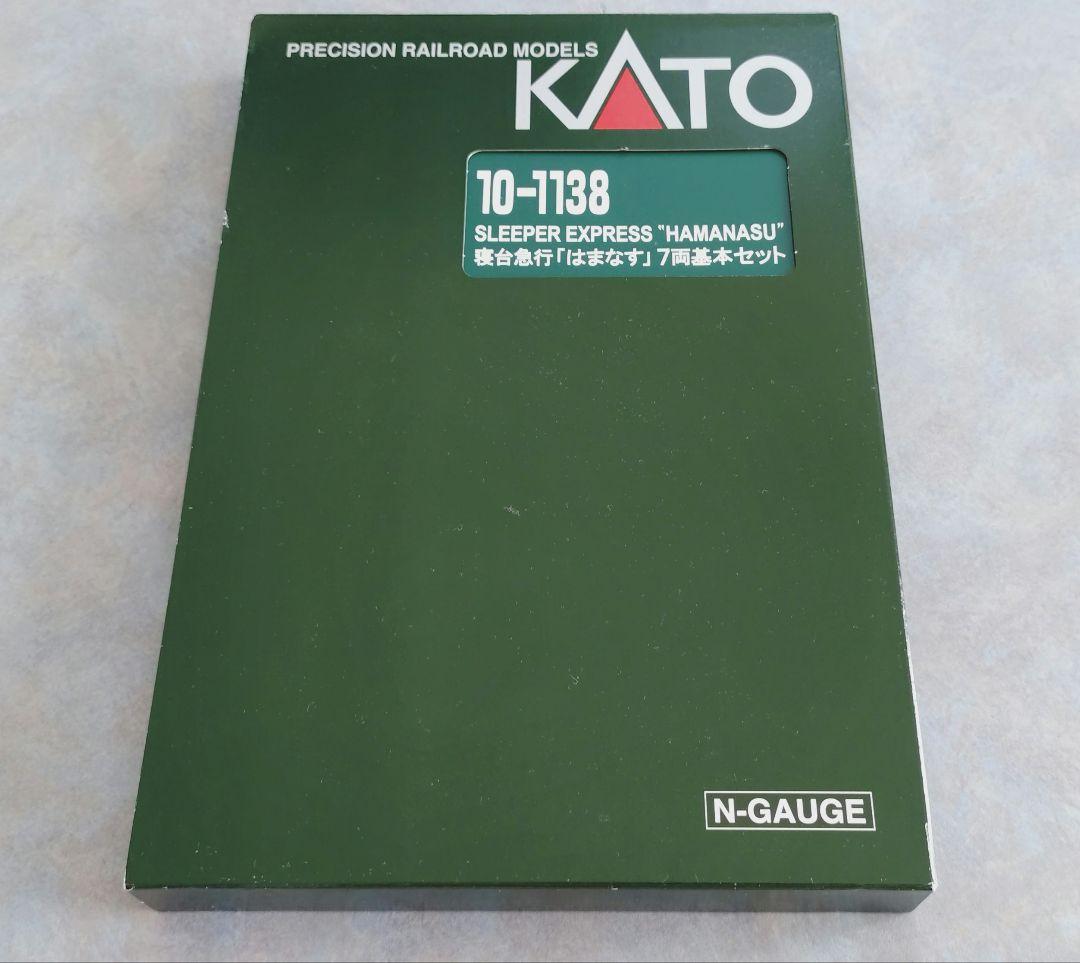 PRECISION RAILROAD MODELS
KATO
10-1138
SLEEPER EXPRESS "HAMANASU"
寝台急行「はまなす」7両基本セット
N-GAUGE